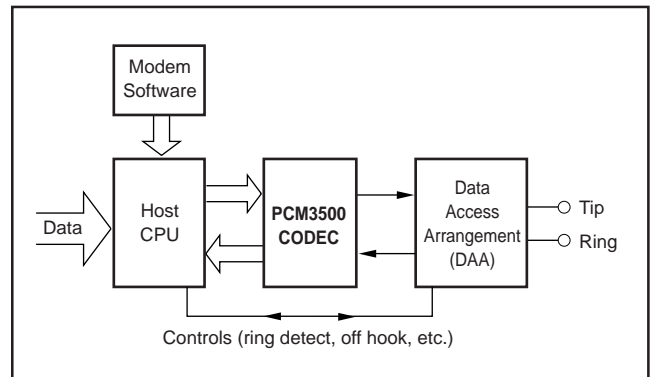 Modem
Software
Data
Host
CPU
PCM3500
CODEC
Data
Access
Arrangement
(DAA)
Tip
Ring
Controls (ring detect, off hook, etc.)